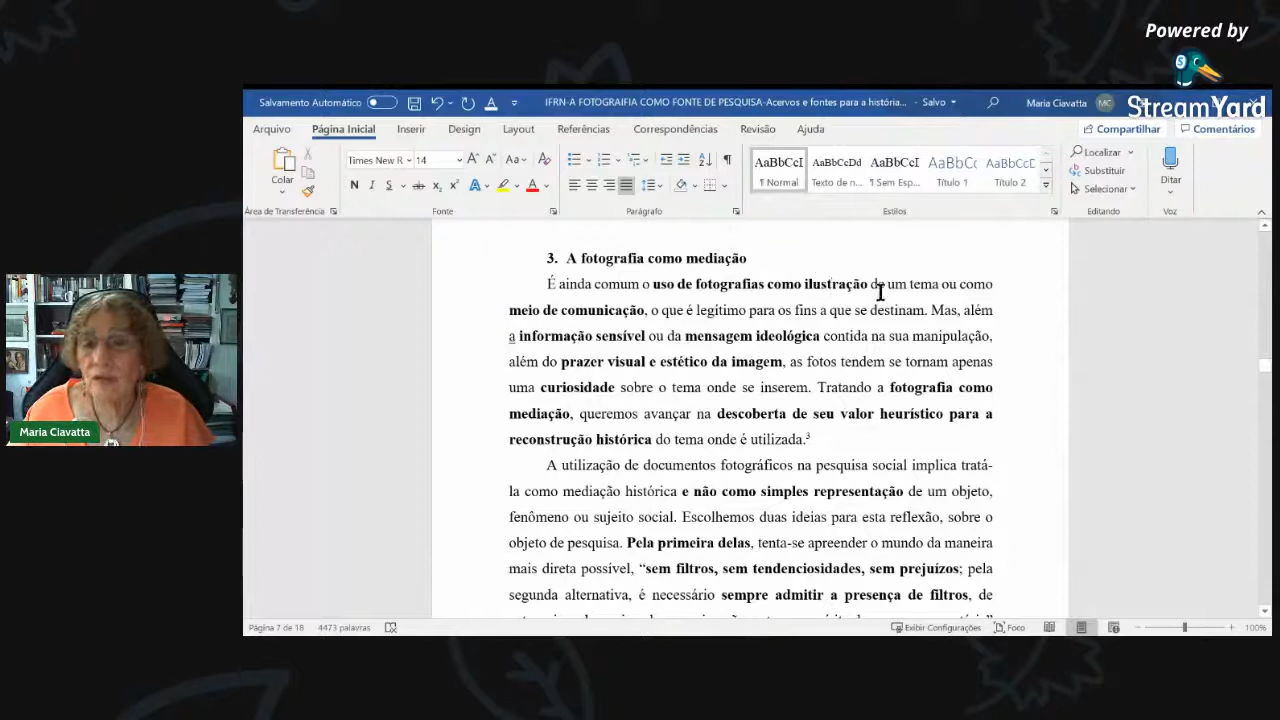 Powered by
StreamYard
Salvamento Automático
IFRN-A FOTOGRAIFIA COMO FONTE DE PESQUISA-Acervos e fontes para a história... - Salvo
Maria Ciavatta
MC
Arquivo Página Inicial Inserir Design Layout Referências Correspondências Revisão Ajuda
Compartilhar Comentários
Colar
Times New R 14
AaBbCcI AaBbCcDd AaBbCcI AaBbCc AaBbCcD
¶ Normal Texto de n... ¶ Sem Esp... Título 1 Título 2
Localizar
Substituir
Selecionar
Ditar
Área de Transferência Fonte Parágrafo Estilos Editando Voz
3. A fotografia como mediação
É ainda comum o uso de fotografias como ilustração de um tema ou como
meio de comunicação, o que é legítimo para os fins a que se destinam. Mas, além
a informação sensível ou da mensagem ideológica contida na sua manipulação,
além do prazer visual e estético da imagem, as fotos tendem se tornam apenas
uma curiosidade sobre o tema onde se inserem. Tratando a fotografia como
mediação, queremos avançar na descoberta de seu valor heurístico para a
reconstrução histórica do tema onde é utilizada.3
A utilização de documentos fotográficos na pesquisa social implica tratá-
la como mediação histórica e não como simples representação de um objeto,
fenômeno ou sujeito social. Escolhemos duas ideias para esta reflexão, sobre o
objeto de pesquisa. Pela primeira delas, tenta-se apreender o mundo da maneira
mais direta possível, “sem filtros, sem tendenciosidades, sem prejuízos; pela
segunda alternativa, é necessário sempre admitir a presença de filtros, de
Página 7 de 18 4473 palavras
Exibir Configurações Foco
100%
Maria Ciavatta